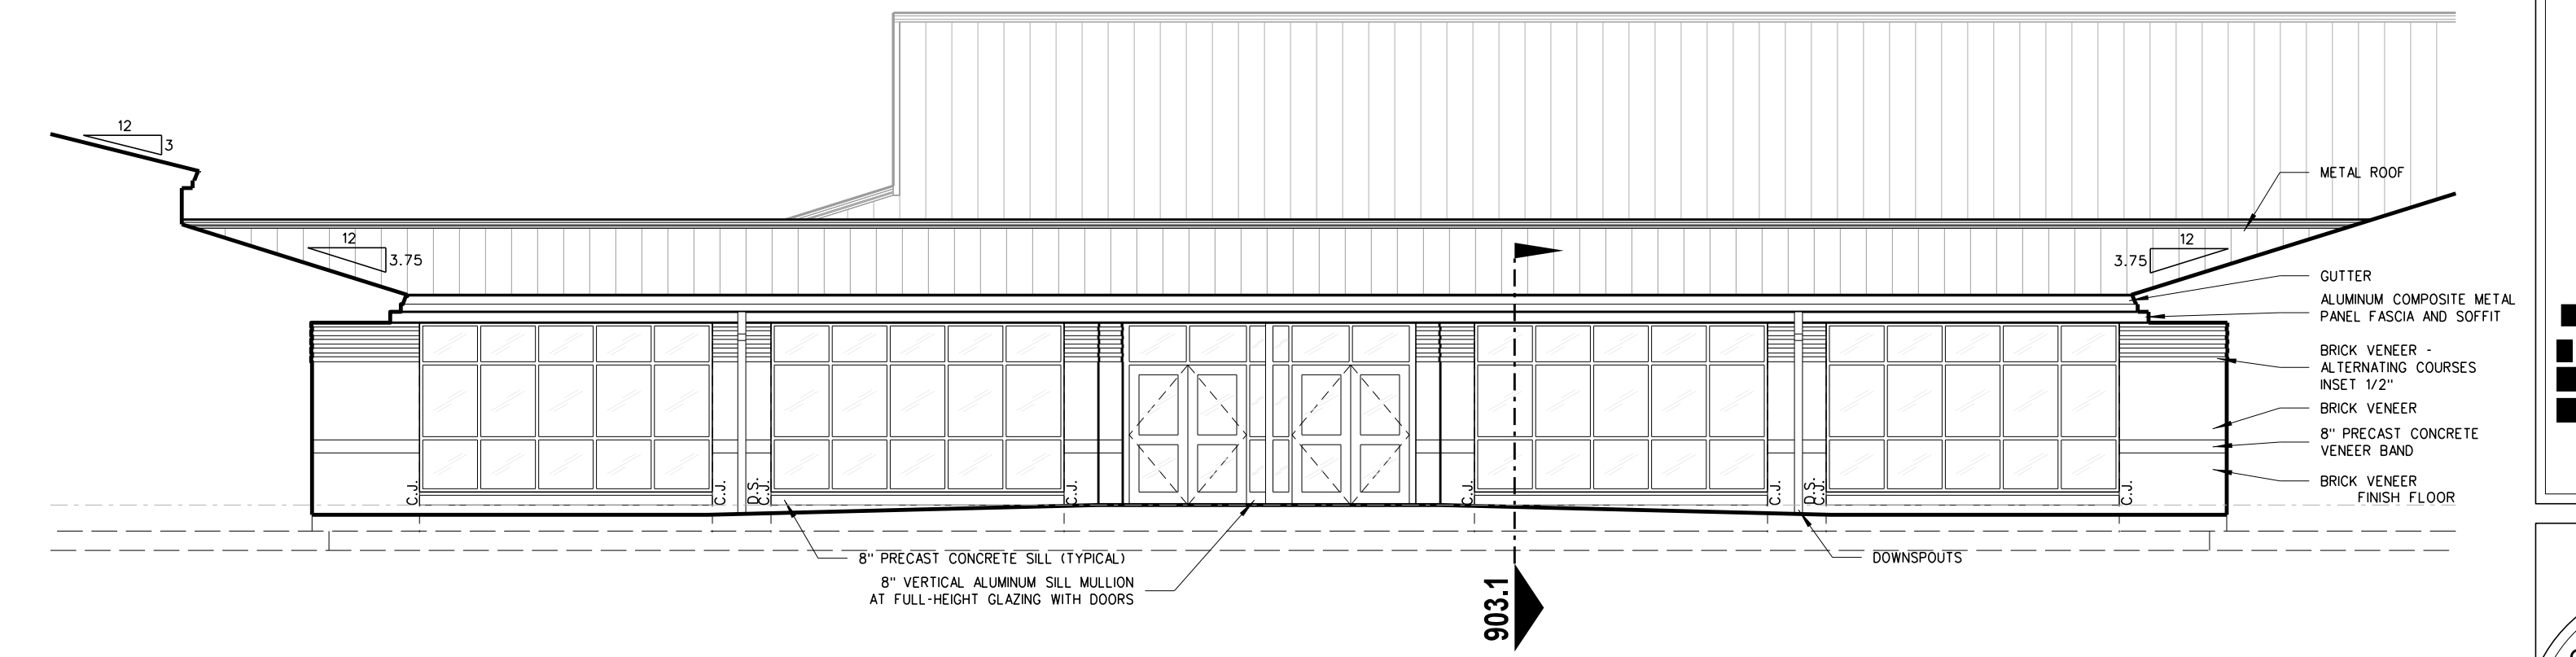 12
3
METAL ROOF
12
3.75
12
3.75
GUTTER
ALUMINUM COMPOSITE METAL
PANEL FASCIA AND SOFFIT
BRICK VENEER -
ALTERNATING COURSES
INSET 1/2"
BRICK VENEER
8" PRECAST CONCRETE
VENEER BAND
BRICK VENEER
FINISH FLOOR
C.J.
C.J.
D.S.
C.J.
C.J.
C.J.
C.J.
D.S.
C.J.
C.J.
8" PRECAST CONCRETE SILL (TYPICAL)
DOWNSPOUTS
8" VERTICAL ALUMINUM SILL MULLION
AT FULL-HEIGHT GLAZING WITH DOORS
903.1